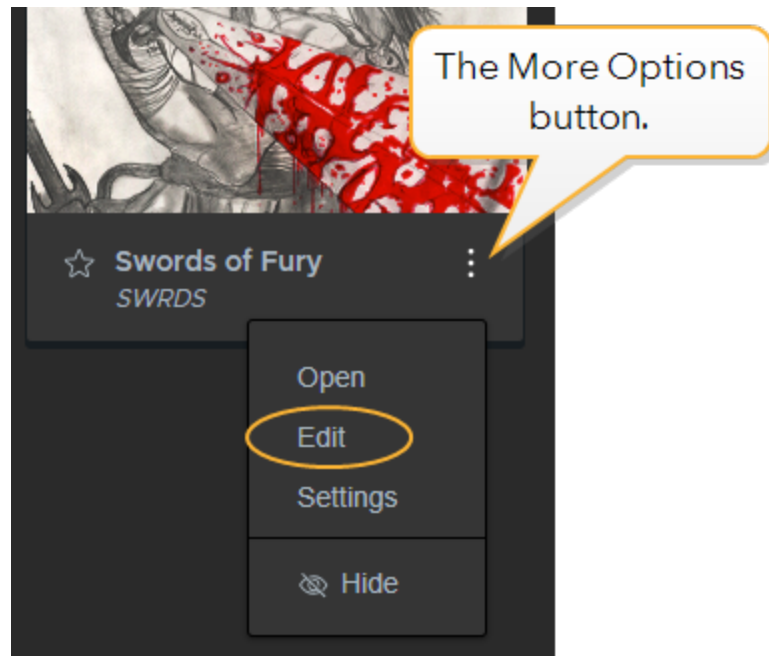 The More Options
button.
Swords of Fury
SWRDS
Open
Edit
Settings
Hide